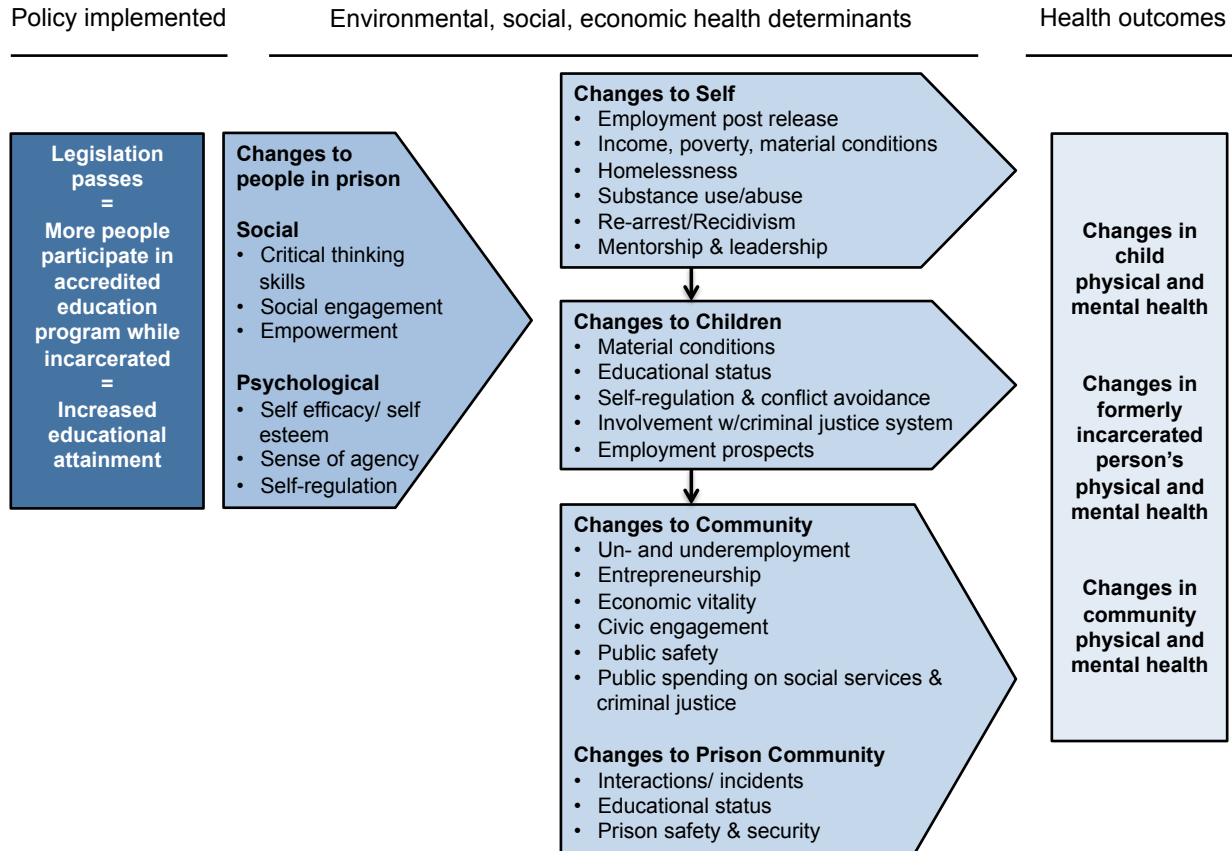 Policy implemented
Environmental, social, economic health determinants
Health outcomes
Legislation
passes
=
More people
participate in
accredited
education
program while
incarcerated
=
Increased
educational
attainment
Changes to
people in prison
Social
• Critical thinking
skills
• Social engagement
• Empowerment
Psychological
• Self efficacy/ self
esteem
• Sense of agency
• Self-regulation
Changes to Self
• Employment post release
• Income, poverty, material conditions
• Homelessness
• Substance use/abuse
• Re-arrest/Recidivism
• Mentorship & leadership
Changes to Children
• Material conditions
• Educational status
• Self-regulation & conflict avoidance
• Involvement w/criminal justice system
• Employment prospects
Changes to Community
• Un- and underemployment
• Entrepreneurship
• Economic vitality
• Civic engagement
• Public safety
• Public spending on social services &
criminal justice
Changes to Prison Community
• Interactions/ incidents
• Educational status
• Prison safety & security
Changes in
child
physical and
mental health
Changes in
formerly
incarcerated
person's
physical and
mental health
Changes in
community
physical and
mental health